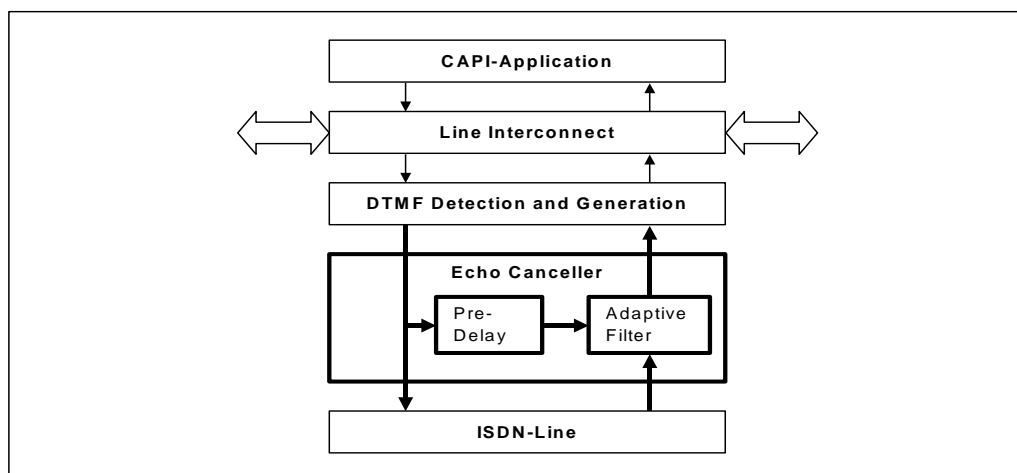 CAPI-Application
Line Interconnect
DTMF Detection and Generation
Echo Canceller
Pre-
Delay
Adaptive
Filter
ISDN-Line